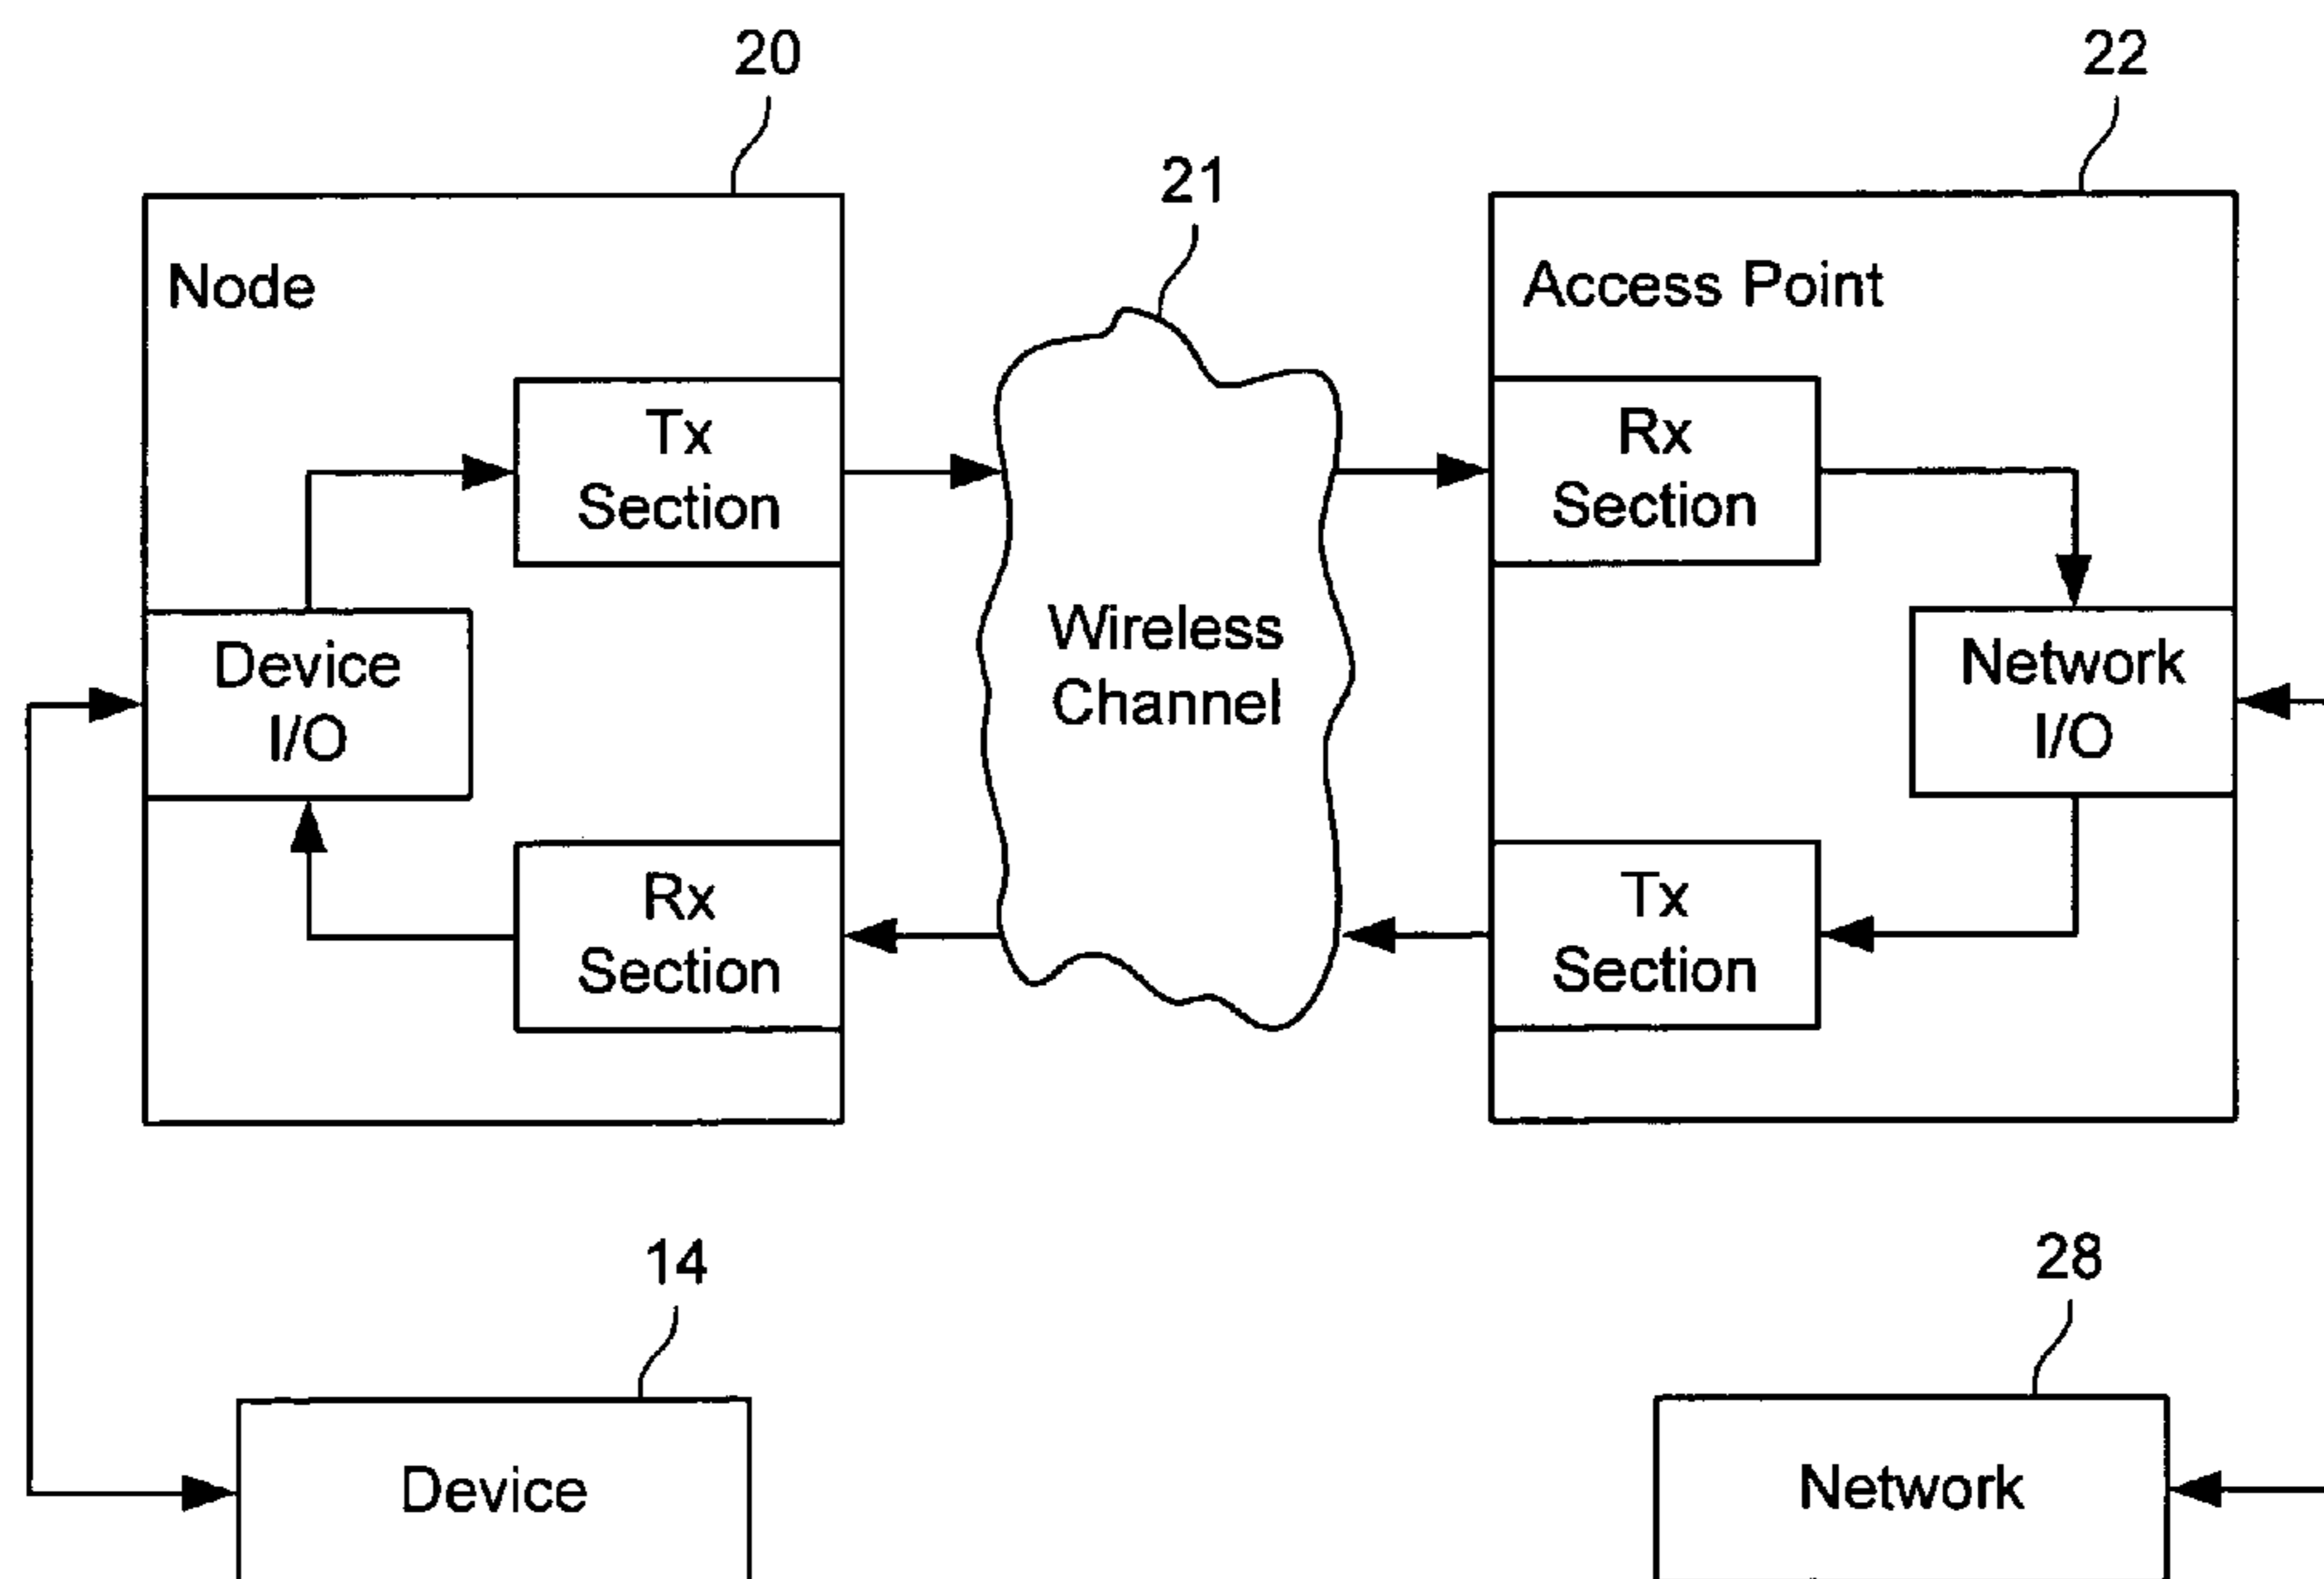 20
22
21
Node
Access Point
Tx
Section
Rx
Section
Wireless
Channel
Device
I/O
Network
I/O
Rx
Section
Tx
Section
14
28
Device
Network